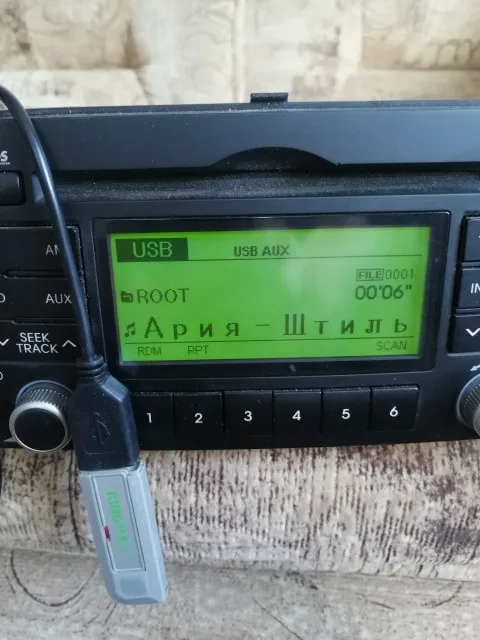 USB USB AUX
FILE 0001
ROOT 00'06"
Ария - Штиль
RDM RPT SCAN
AUX
SEEK
TRACK
1 2 3 4 5 6